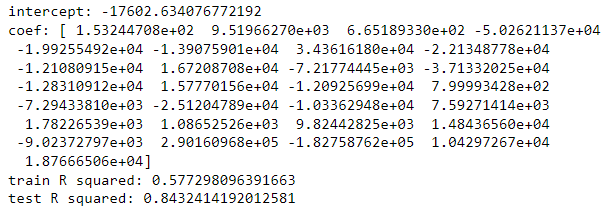 intercept: -17602.634076772192
coef: [ 1.53244708e+02  9.51966270e+03  6.65189330e+02 -5.02621137e+04
 -1.99255492e+04 -1.39075901e+04  3.43616180e+04 -2.21348778e+04
 -1.21080915e+04  1.67208708e+04 -7.21774445e+03 -3.71332025e+04
 -1.28310912e+04  1.57770156e+04 -1.20925699e+04  7.99993428e+02
 -7.29433810e+03 -2.51204789e+04 -1.03362948e+04  7.59271414e+03
  1.78226539e+03  1.08652526e+03  9.82442825e+03  1.48436560e+04
 -9.02372797e+03  2.90160968e+05 -1.82758762e+05  1.04297267e+04
  1.87666506e+04]
train R squared: 0.577298096391663
test R squared: 0.8432414192012581